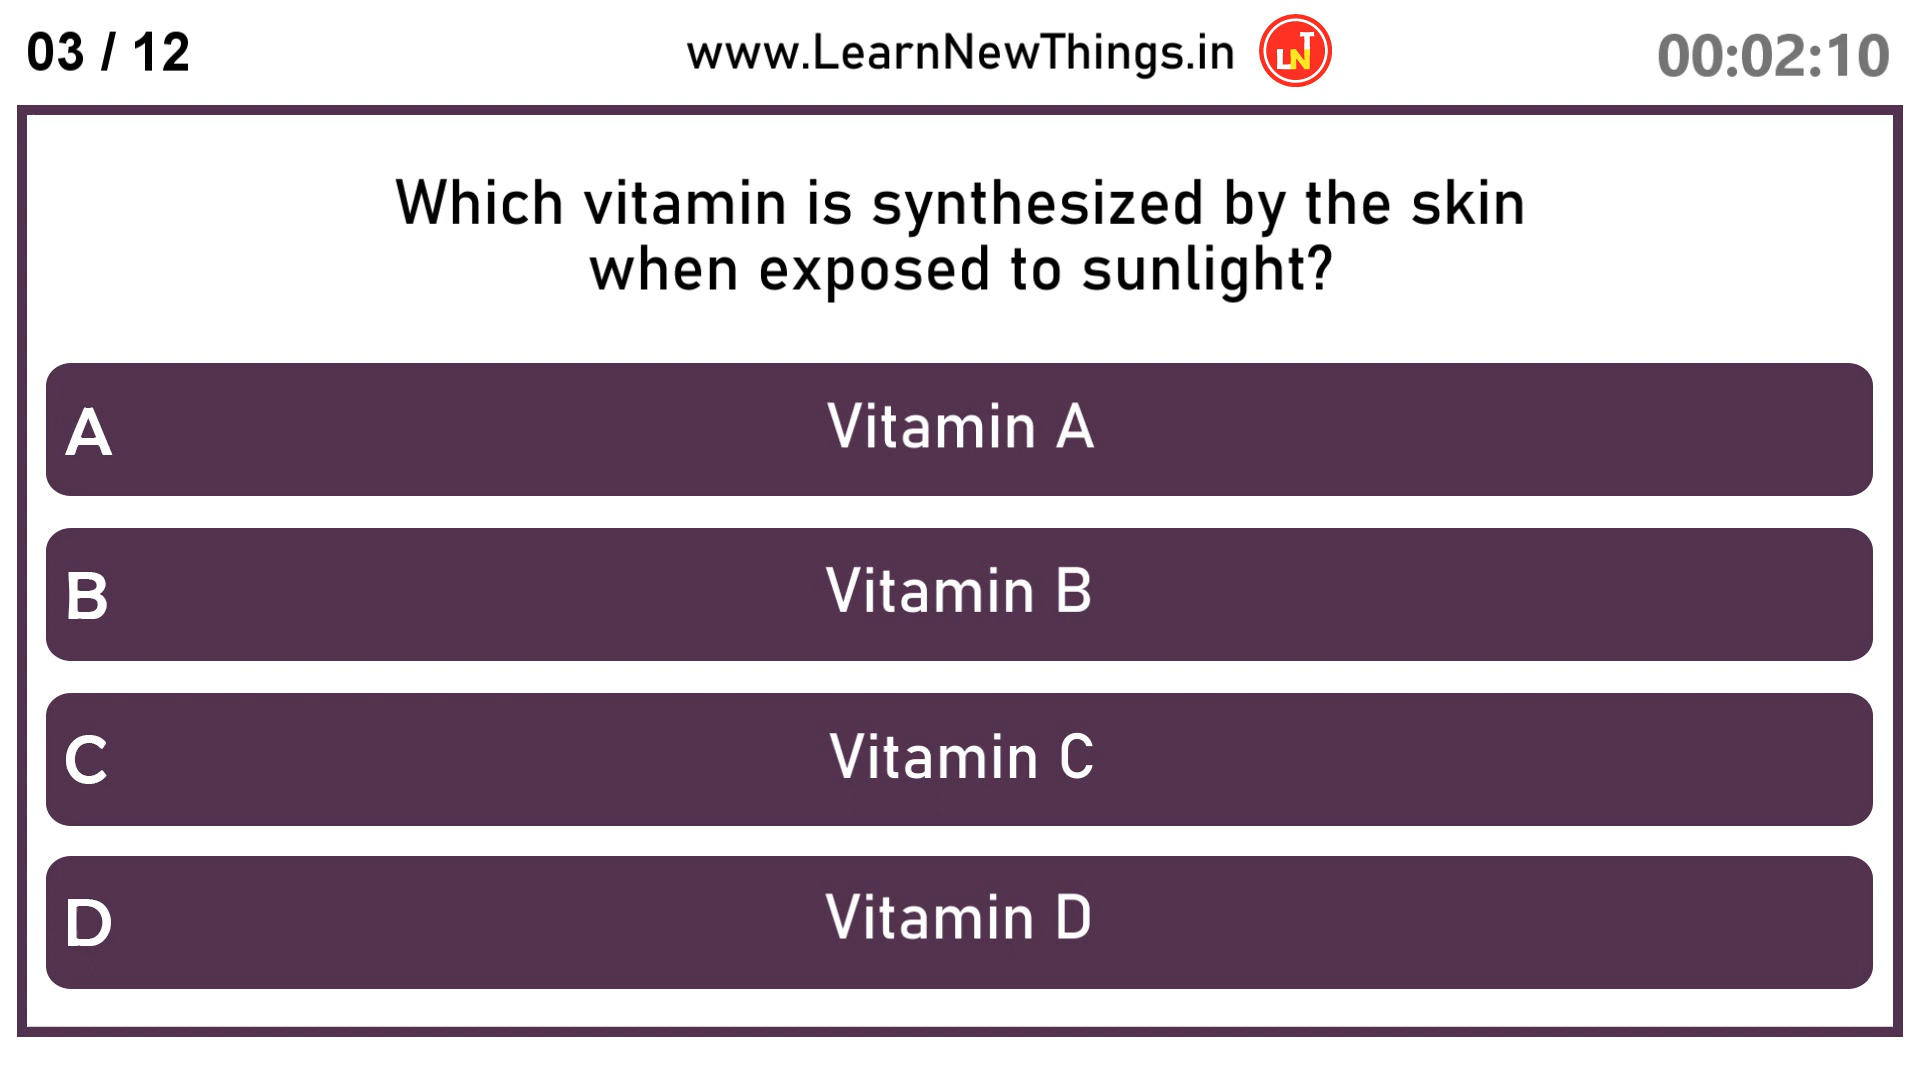 03 / 12
www.LearnNewThings.in
LNT
00:02:10
Which vitamin is synthesized by the skin
when exposed to sunlight?
A
Vitamin A
B
Vitamin B
C
Vitamin C
D
Vitamin D